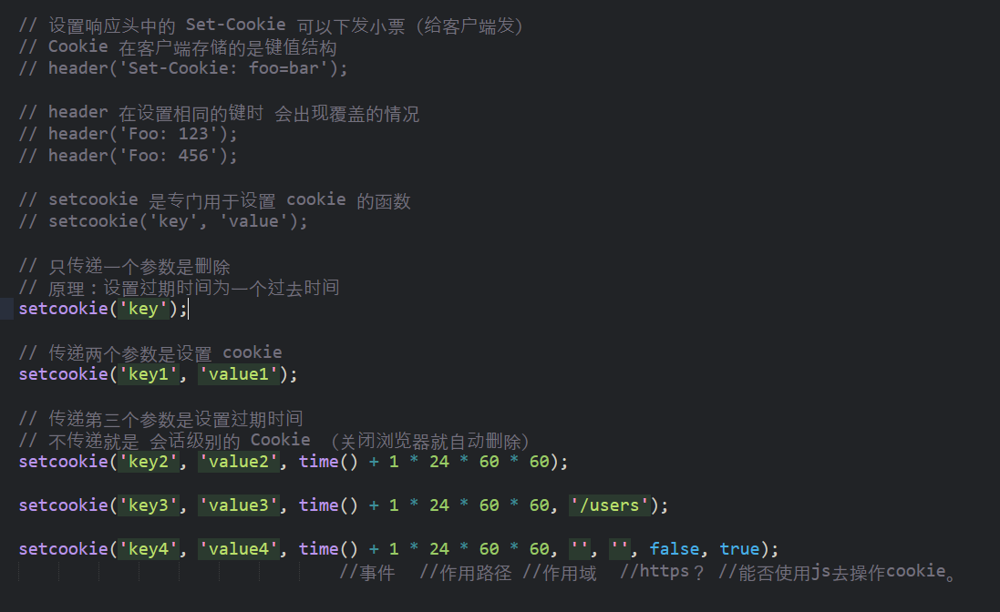 // 设置响应头中的 Set-Cookie 可以下发小票（给客户端发）
// Cookie 在客户端存储的是键值结构
// header('Set-Cookie: foo=bar');
// header 在设置相同的键时 会出现覆盖的情况
// header('Foo: 123');
// header('Foo: 456');
// setcookie 是专门用于设置 cookie 的函数
// setcookie('key', 'value');
// 只传递一个参数是删除
// 原理：设置过期时间为一个过去时间
setcookie('key');
// 传递两个参数是设置 cookie
setcookie('key1', 'value1');
// 传递第三个参数是设置过期时间
// 不传递就是 会话级别的 Cookie （关闭浏览器就自动删除）
setcookie('key2', 'value2', time() + 1 * 24 * 60 * 60);
setcookie('key3', 'value3', time() + 1 * 24 * 60 * 60, '/users');
setcookie('key4', 'value4', time() + 1 * 24 * 60 * 60, '', '', false, true);
//事件 //作用路径 //作用域 //https？ //能否使用js去操作cookie。